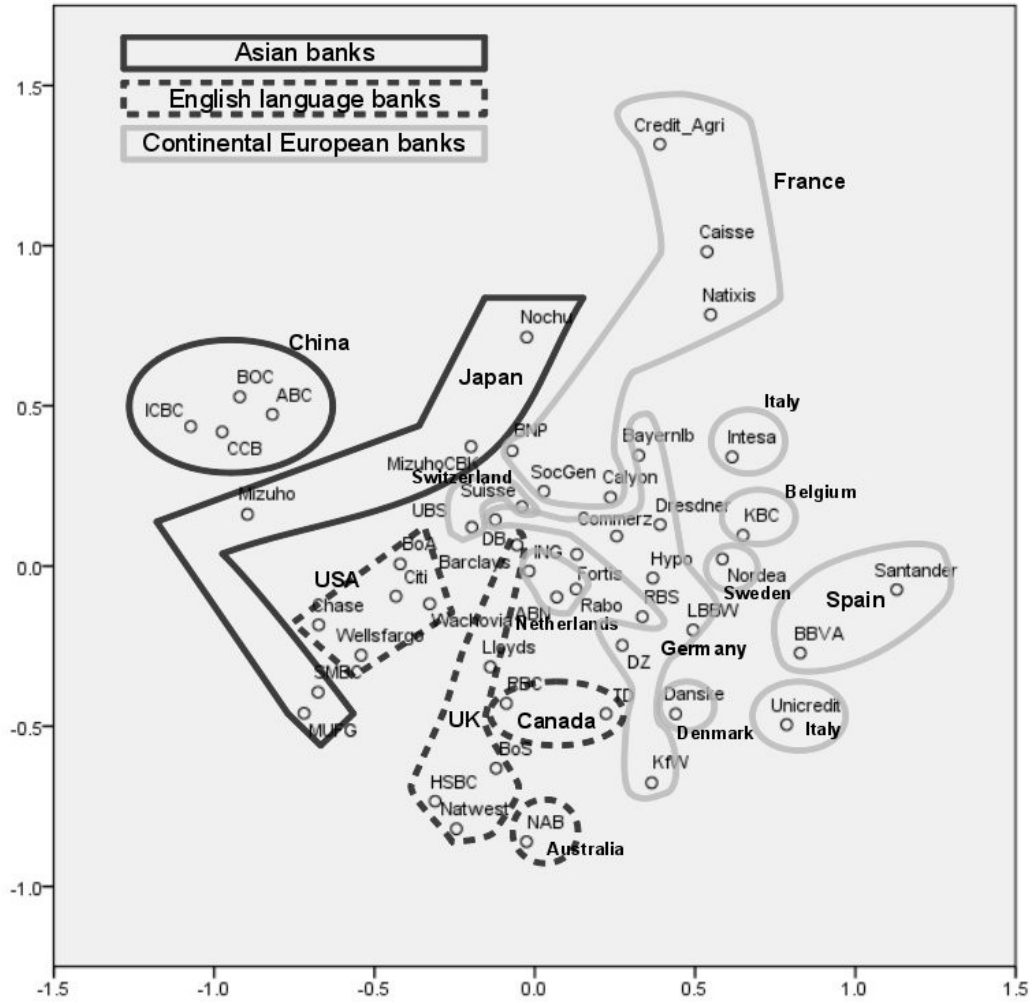 Asian banks
English language banks
Continental European banks
1.5
Credit_Agri
France
1.0
Caisse
Natixis
Nochu
China
Japan
BOC
ABC
0.5
ICBC
CCB
Italy
Intesa
BNP
Bayernlb
MizuhoCBK
Switzerland
SocGen
Calyon
Suisse
Mizuho
UBS
Dresdner
Belgium
KBC
Commerz
DB
BoA
Barclays
ING
Hypo
0.0
USA
Citi
Fortis
Nordea
Sweden
Santander
Spain
Chase
Wachovia
ABN
Rabo
RBS
LBBW
Netherlands
Wellsfargo
Lloyds
Germany
BBVA
DZ
SMBC
RBC
TD
Danske
Unicredit
-0.5
MUFG
UK
Canada
Denmark
Italy
BoS
KfW
HSBC
Natwest
NAB
Australia
-1.0
-1.5
-1.0
-0.5
0.0
0.5
1.0
1.5